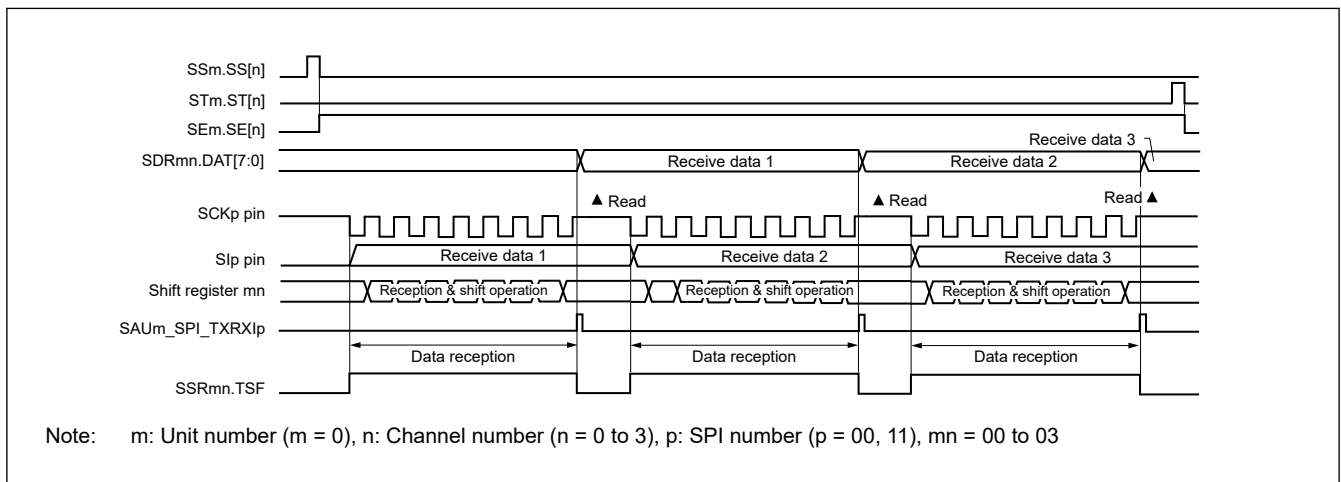 SSm.SS[n]
STm.ST[n]
SEm.SE[n]
Receive data 3
SDRmn.DAT[7:0]
Receive data 1
Receive data 2
▲ Read
▲ Read
Read ▲
SCKp pin
SIp pin
Receive data 1
Receive data 2
Receive data 3
Shift register mn
Reception & shift operation
Reception & shift operation
Reception & shift operation
SAUm_SPI_TXRXIp
Data reception
Data reception
Data reception
SSRmn.TSF
Note: m: Unit number (m = 0), n: Channel number (n = 0 to 3), p: SPI number (p = 00, 11), mn = 00 to 03